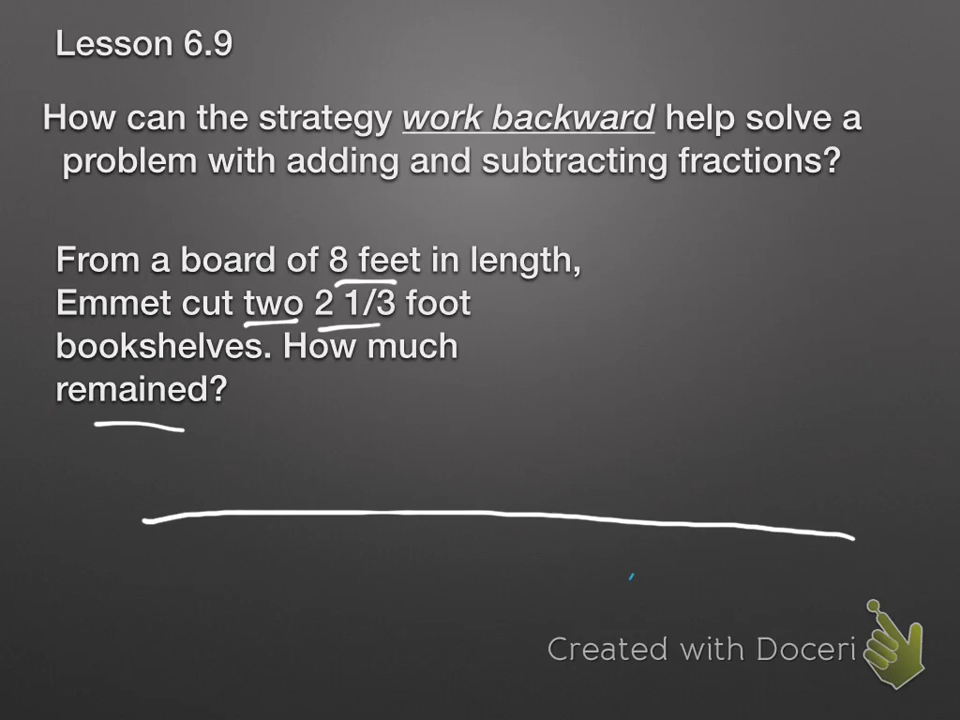 Lesson 6.9
How can the strategy work backward help solve a
problem with adding and subtracting fractions?
From a board of 8 feet in length,
Emmet cut two 2 1/3 foot
bookshelves. How much
remained?
Created with Doceri